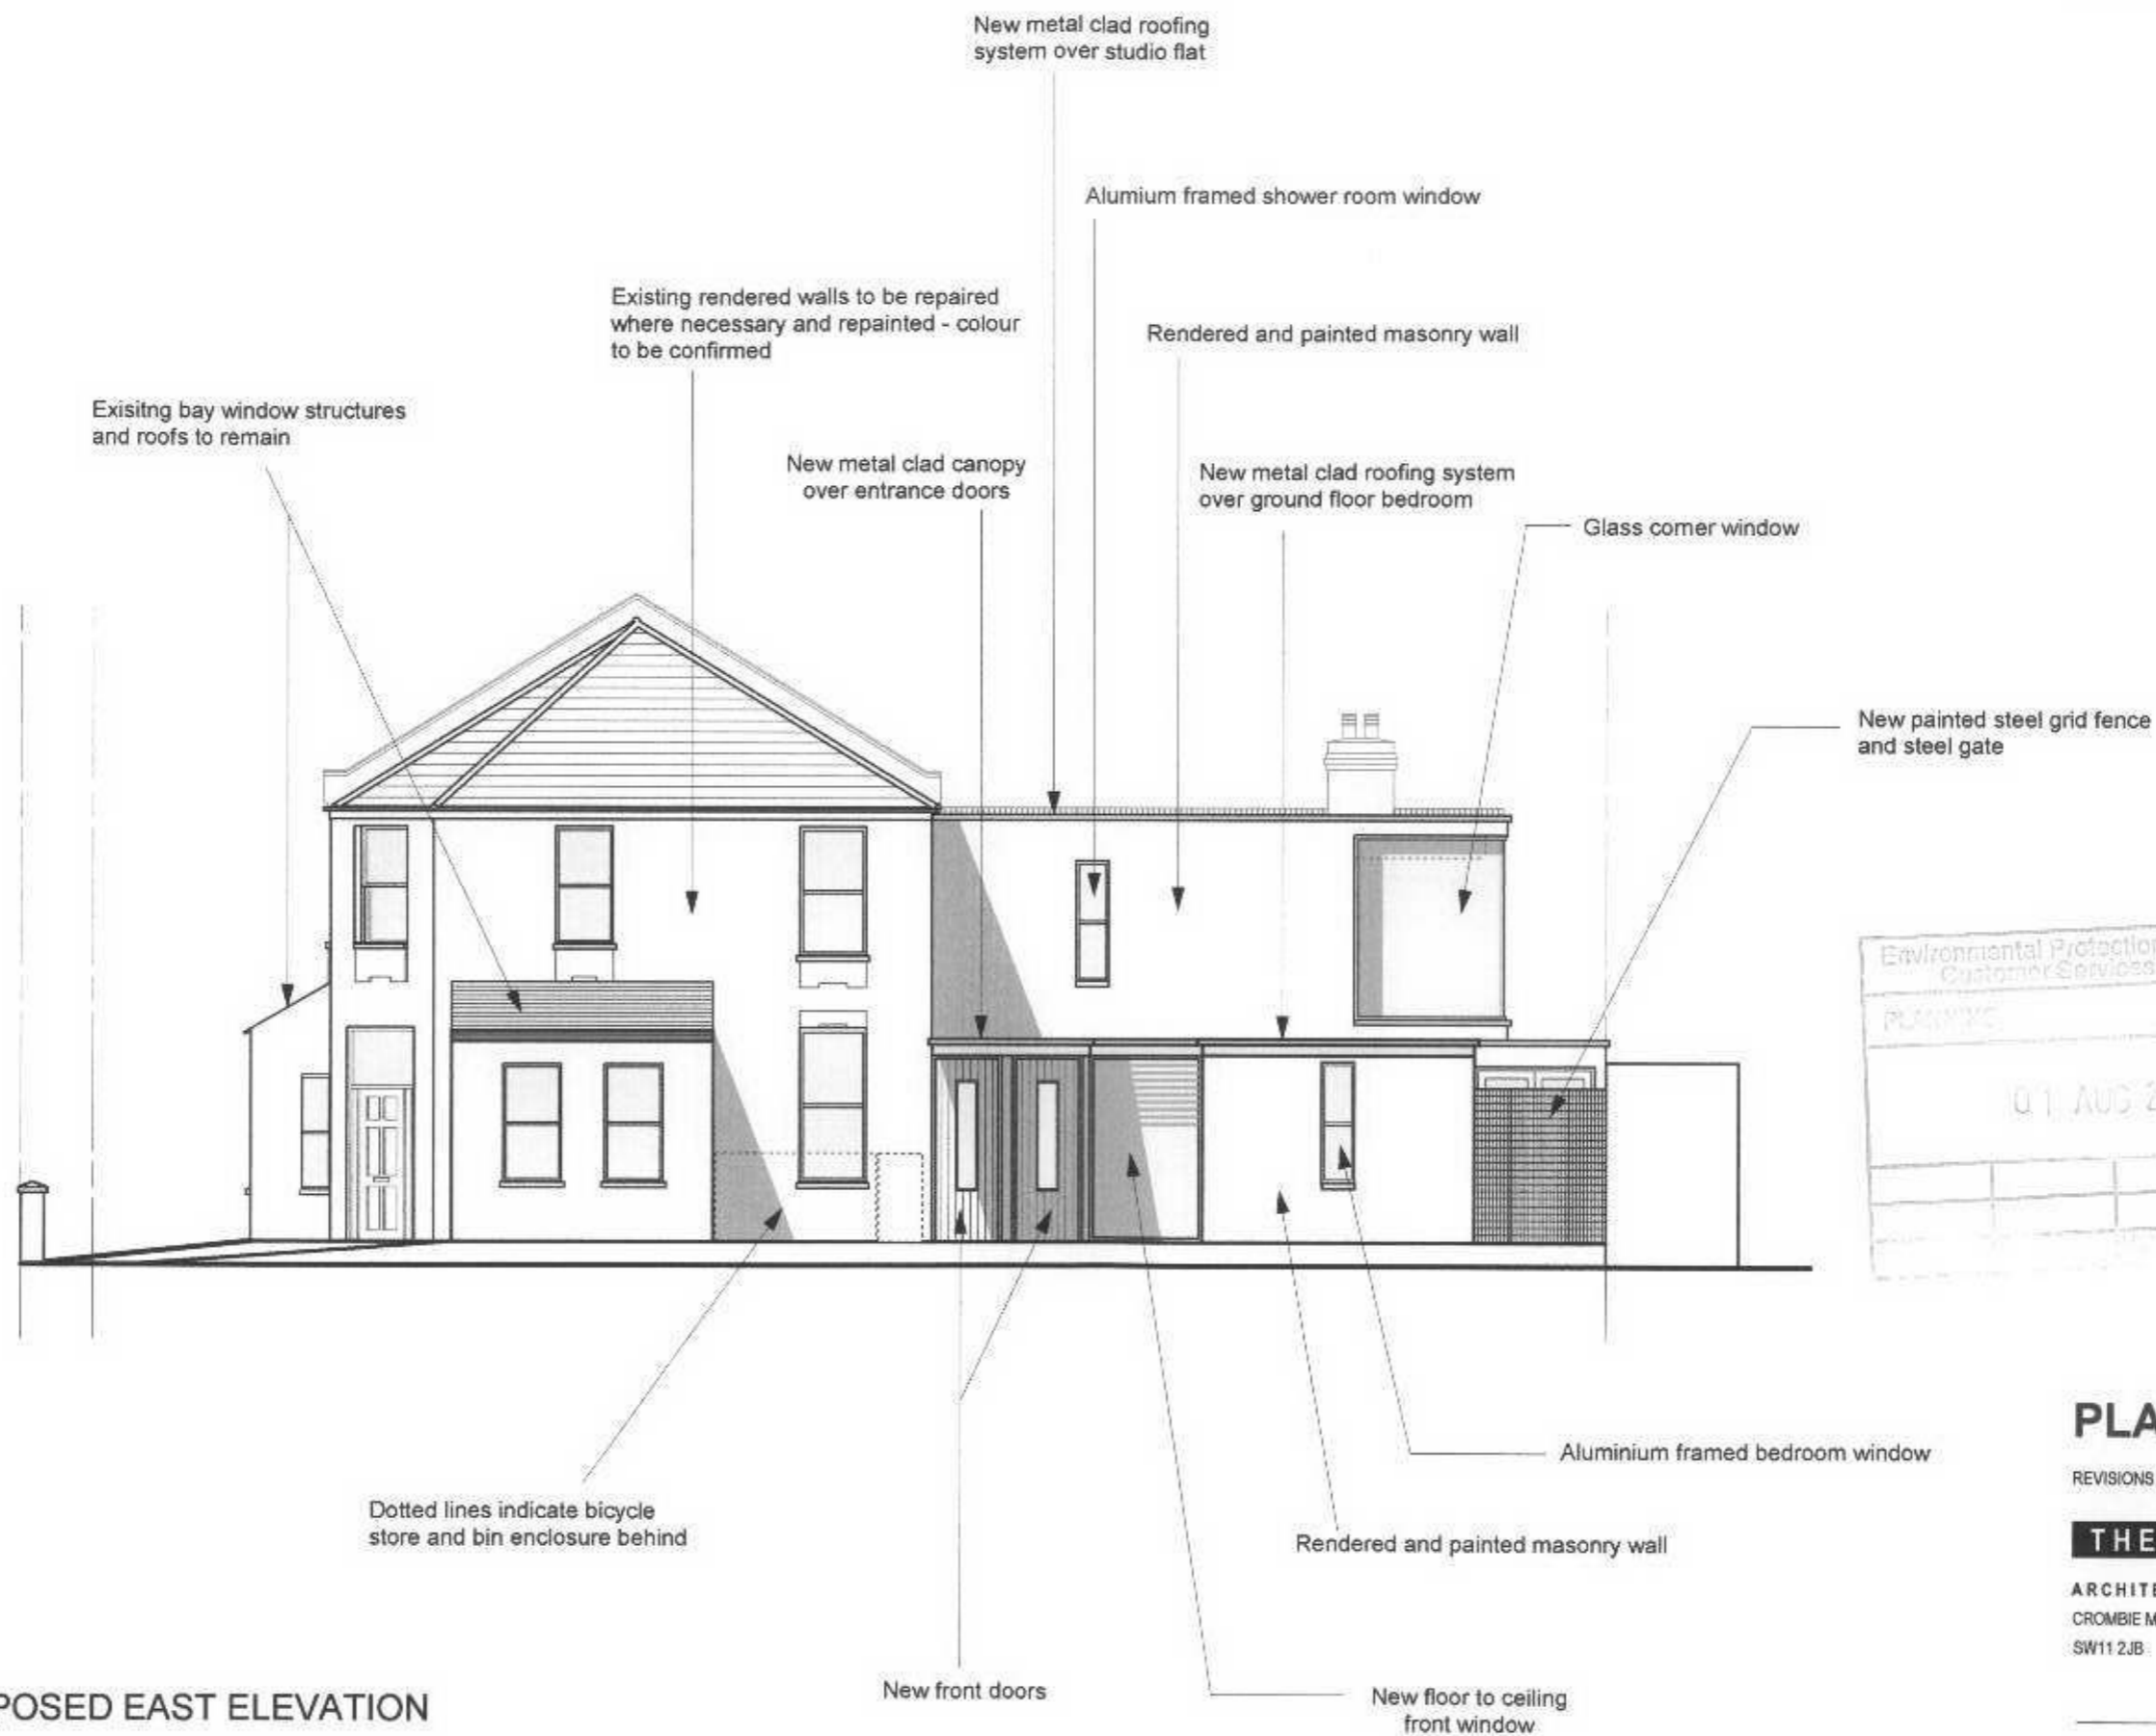 New metal clad roofing
system over studio flat
Alumium framed shower room window
Existing rendered walls to be repaired
where necessary and repainted - colour
to be confirmed
Rendered and painted masonry wall
Exisitng bay window structures
and roofs to remain
New metal clad canopy
over entrance doors
New metal clad roofing system
over ground floor bedroom
Glass corner window
New painted steel grid fence
and steel gate
Environmental Protection
Customer Services
PLANNING
01 AUG 2
Aluminium framed bedroom window
Dotted lines indicate bicycle
store and bin enclosure behind
Rendered and painted masonry wall
New front doors
New floor to ceiling
front window
POSED EAST ELEVATION
PLA
REVISIONS
THE
ARCHITE
CROMBIE M
SW11 2JB